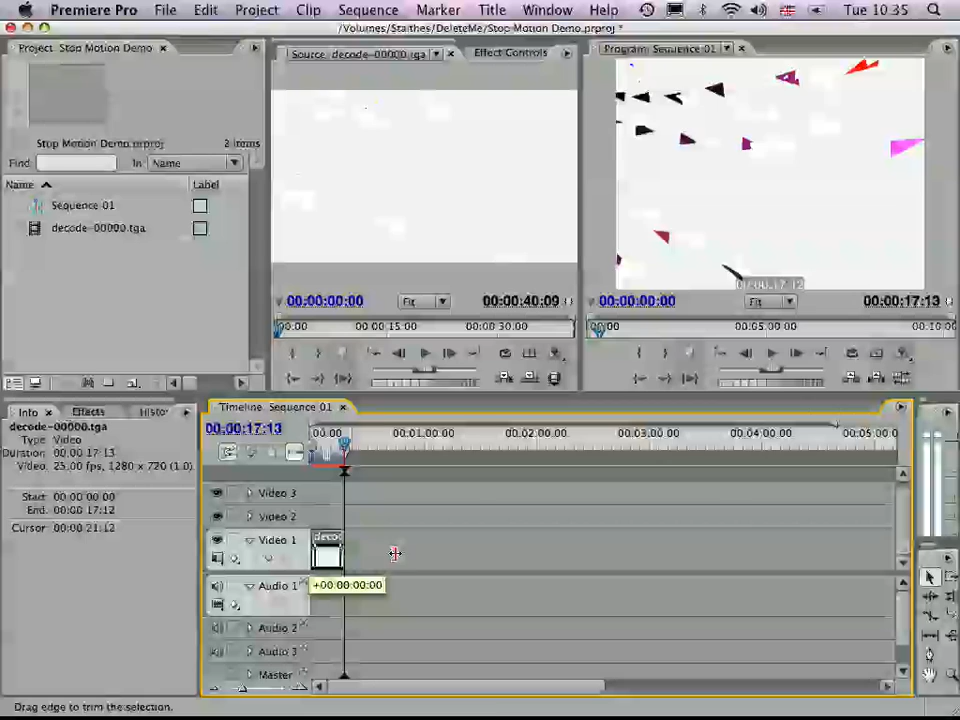 Premiere Pro File Edit Project Clip Sequence Marker Title Window Help Tue 10.35
/Volumes/Staithes/DeleteMe/Stop Motion Demo.prproj *
Project Stop Motion Demo
Source decode-00000.tga
Effect Controls
Program Sequence 01
Stop Motion Demo.prproj 2 Items
Find In Name
Name Label
Sequence 01
decode-00000.tga
00:00:17:12
00:00:00:00 Fit 00:00:40:09
00:00:00:00 Fit 00:00:17:13
00:00 00 00 15:00 00 00 30:00
00:00 00:05:00 00 00:10:00
Info Effects Histor
Timeline Sequence 01
decode-00000.tga
Type Video
Duration 00 00 17:13
Video. 25.00 fps, 1280 x 720 (1.0)
Start: 00 00 00:00
End. 00 00 17:12
Cursor: 00:00 21:12
00:00:17:13
00:00 00:01:00:00 00:02:00:00 00:03:00:00 00:04:00:00 00:05:00:0
Video 3
Video 2
Video 1
deco
+00:00:00:00
Audio 1
Audio 2
Audio 3
Master
Drag edge to trim the selection.